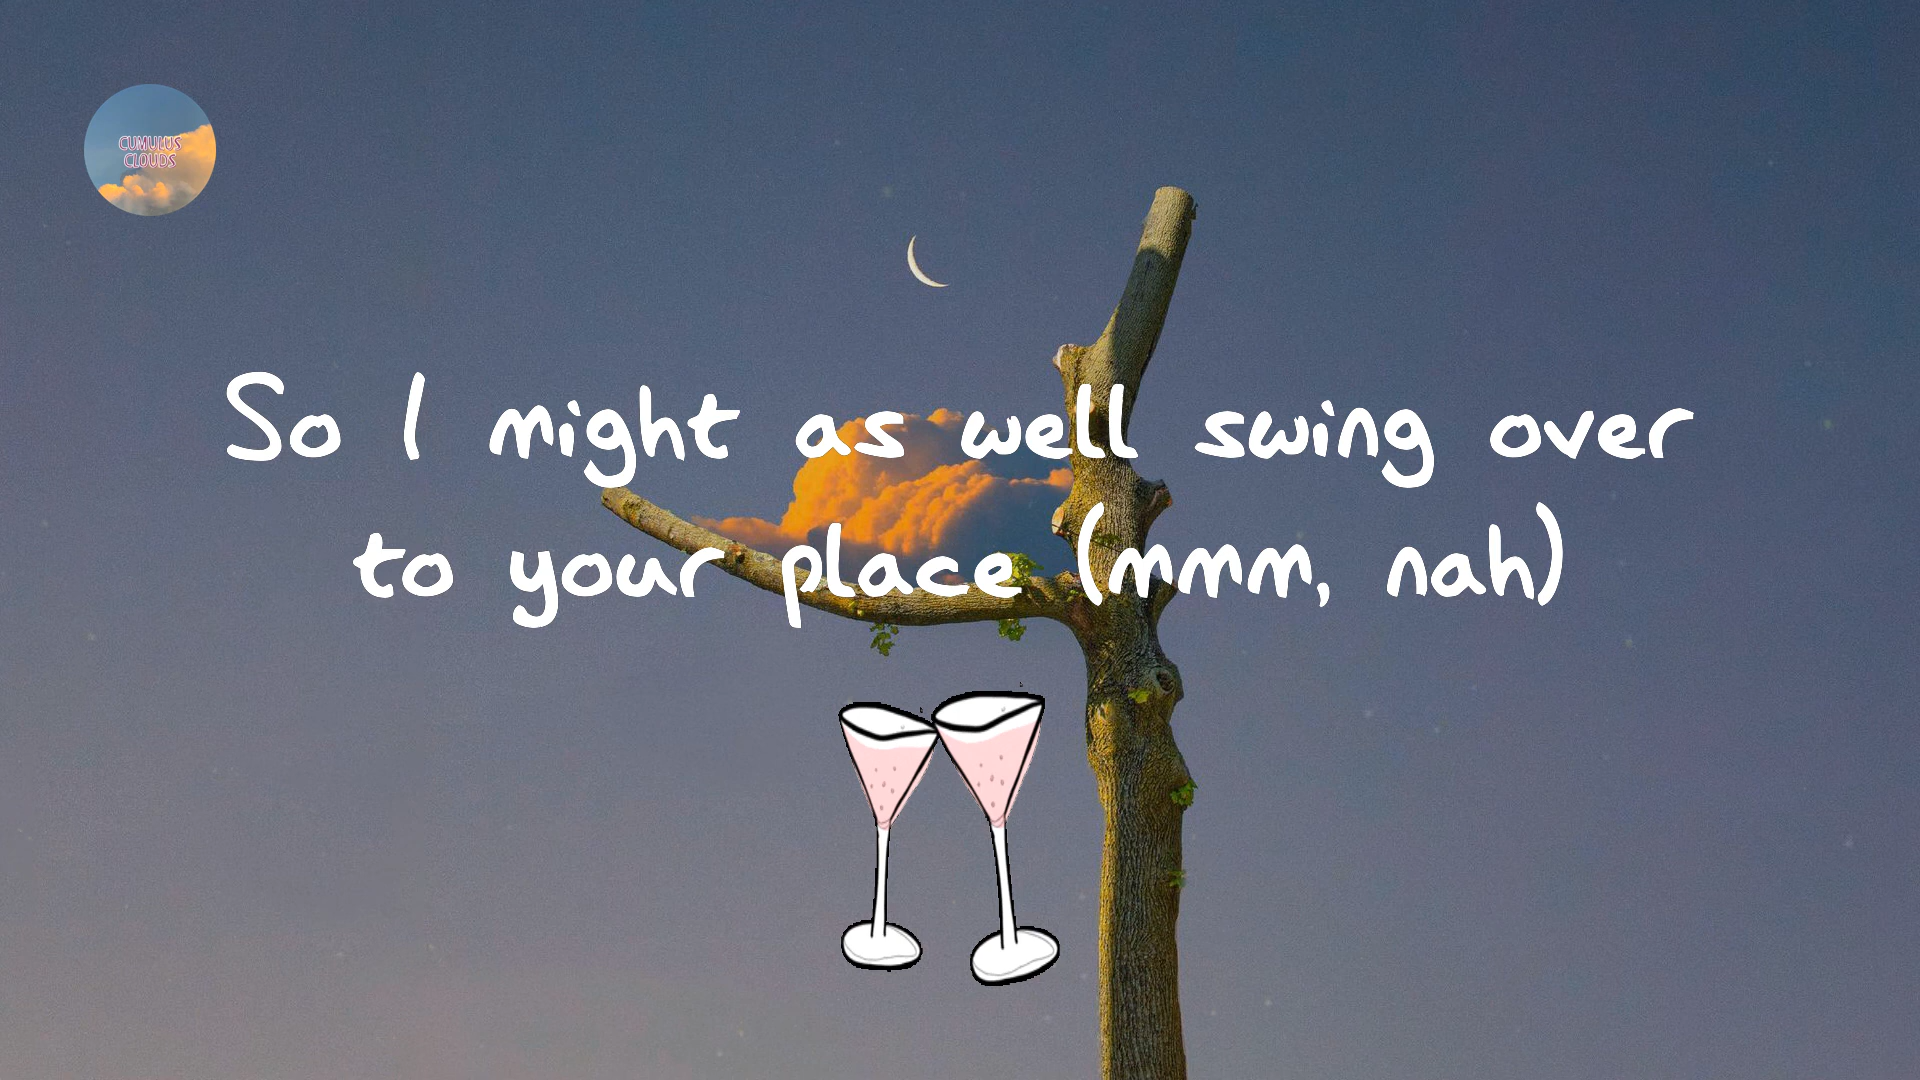 CUMULUS
CLOUDS
So I might as well swing over
to your place (mmm, nah)